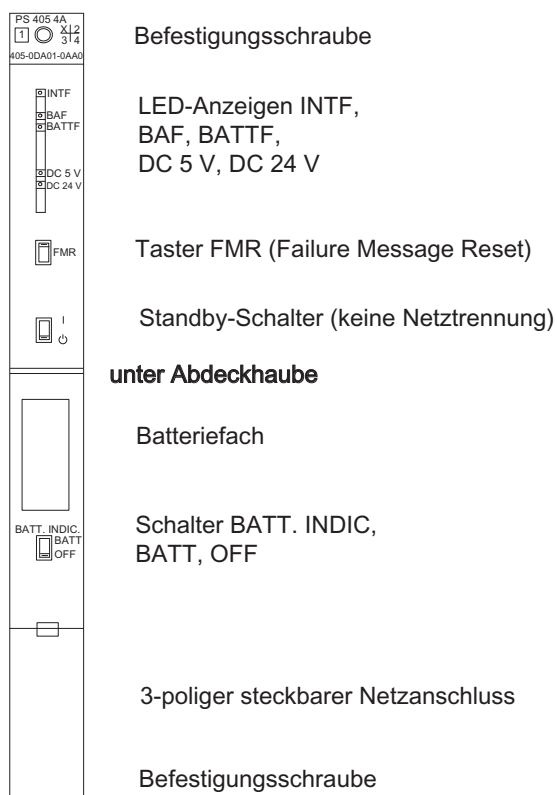 PS 405 4A
1
X 2
3 4
405-0DA01-0AA0
Befestigungsschraube
INTF
BAF
BATTF
DC 5 V
DC 24 V
LED-Anzeigen INTF,
BAF, BATTF,
DC 5 V, DC 24 V
FMR
Taster FMR (Failure Message Reset)
I
Standby-Schalter (keine Netztrennung)
unter Abdeckhaube
Batteriefach
BATT. INDIC.
BATT
OFF
Schalter BATT. INDIC,
BATT, OFF
3-poliger steckbarer Netzanschluss
Befestigungsschraube